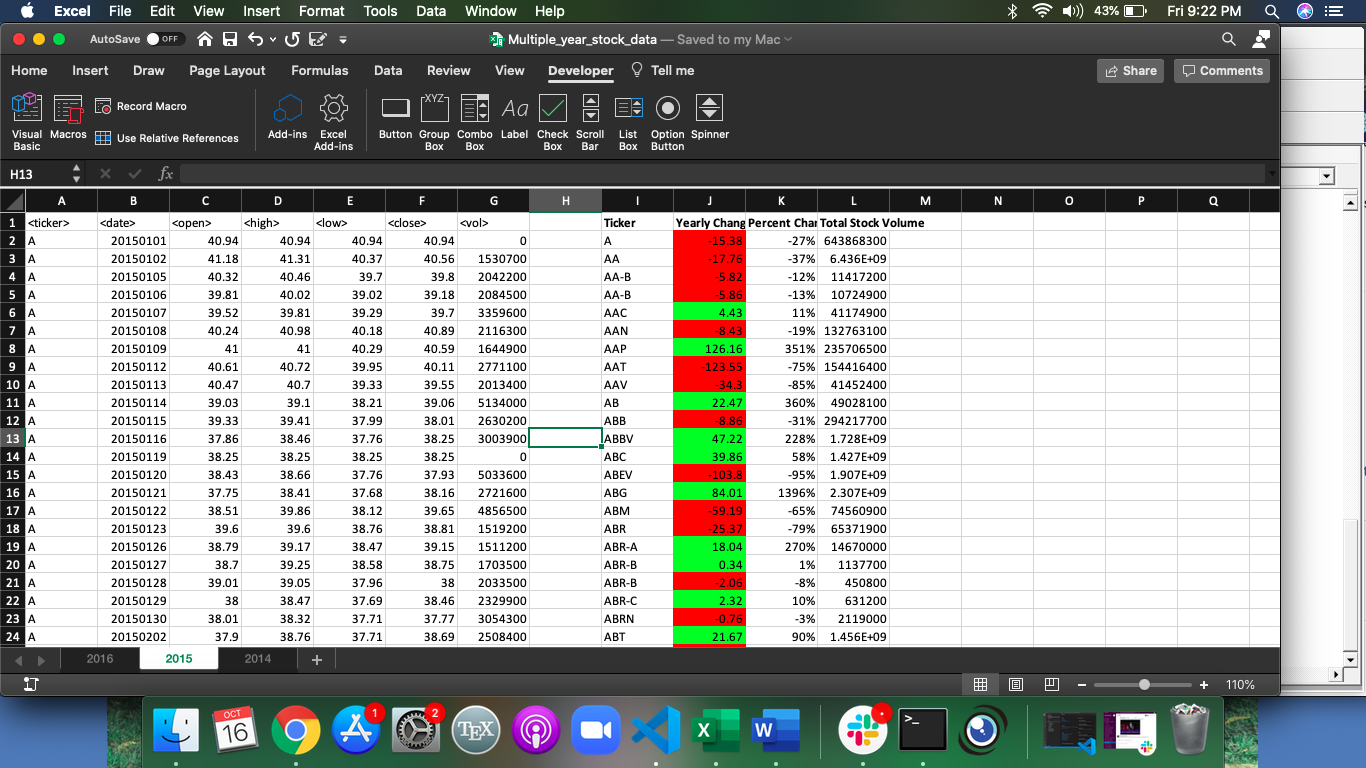 Excel File Edit View Insert Format Tools Data Window Help 43% Fri 9:22 PM
AutoSave OFF Multiple_year_stock_data — Saved to my Mac
Home Insert Draw Page Layout Formulas Data Review View Developer Tell me Share Comments
Visual Basic Macros Record Macro Use Relative References Add-ins Excel Add-ins Button Group Box Combo Box Label Check Box Scroll Bar List Box Option Button Spinner
XYZ Aa
H13 fx
A B C D E F G H I J K L M N O P Q
1 <ticker> <date> <open> <high> <low> <close> <vol> Ticker Yearly Chang Percent Char Total Stock Volume
2 A 20150101 40.94 40.94 40.94 40.94 0 A -15.38 -27% 643868300
3 A 20150102 41.18 41.31 40.37 40.56 1530700 AA -17.76 -37% 6.436E+09
4 A 20150105 40.32 40.46 39.7 39.8 2042200 AA-B -5.82 -12% 11417200
5 A 20150106 39.81 40.02 39.02 39.18 2084500 AA-B -5.86 -13% 10724900
6 A 20150107 39.52 39.81 39.29 39.7 3359600 AAC 4.43 11% 41174900
7 A 20150108 40.24 40.98 40.18 40.89 2116300 AAN -8.43 -19% 132763100
8 A 20150109 41 41 40.29 40.59 1644900 AAP 126.16 351% 235706500
9 A 20150112 40.61 40.72 39.95 40.11 2771100 AAT -123.55 -75% 154416400
10 A 20150113 40.47 40.7 39.33 39.55 2013400 AAV -34.3 -85% 41452400
11 A 20150114 39.03 39.1 38.21 39.06 5134000 AB 22.47 360% 49028100
12 A 20150115 39.33 39.41 37.99 38.01 2630200 ABB -8.86 -31% 294217700
13 A 20150116 37.86 38.46 37.76 38.25 3003900 ABBV 47.22 228% 1.728E+09
14 A 20150119 38.25 38.25 38.25 38.25 0 ABC 39.86 58% 1.427E+09
15 A 20150120 38.43 38.66 37.76 37.93 5033600 ABEV -103.8 -95% 1.907E+09
16 A 20150121 37.75 38.41 37.68 38.16 2721600 ABG 84.01 1396% 2.307E+09
17 A 20150122 38.51 39.86 38.12 39.65 4856500 ABM -59.19 -65% 74560900
18 A 20150123 39.6 39.6 38.76 38.81 1519200 ABR -25.37 -79% 65371900
19 A 20150126 38.79 39.17 38.47 39.15 1511200 ABR-A 18.04 270% 14670000
20 A 20150127 38.7 39.25 38.58 38.75 1703500 ABR-B 0.34 1% 1137700
21 A 20150128 39.01 39.05 37.96 38 2033500 ABR-B -2.06 -8% 450800
22 A 20150129 38 38.47 37.69 38.46 2329900 ABR-C 2.32 10% 631200
23 A 20150130 38.01 38.32 37.71 37.77 3054300 ABRN -0.76 -3% 2119000
24 A 20150202 37.9 38.76 37.71 38.69 2508400 ABT 21.67 90% 1.456E+09
2016 2015 2014 +
110%
OCT 16 1 2 TEX X W >_